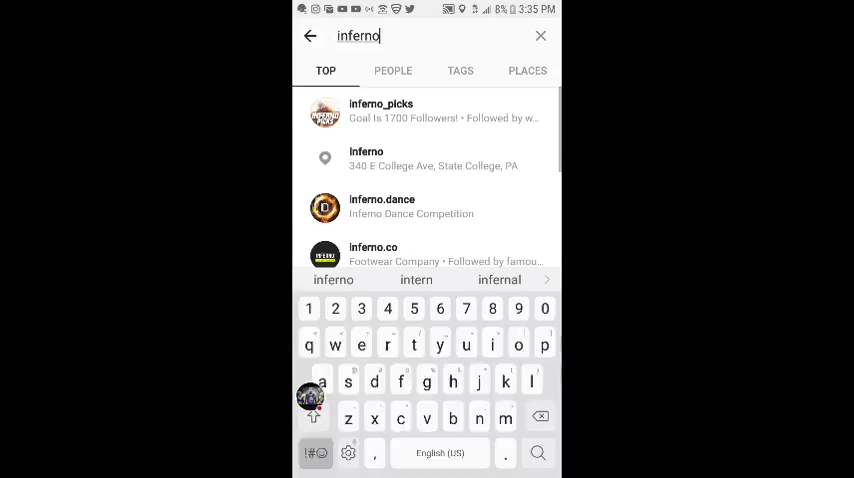 8% 3:35 PM
inferno
TOP PEOPLE TAGS PLACES
inferno_picks
Goal Is 1700 Followers! • Followed by w...
Inferno
340 E College Ave, State College, PA
inferno.dance
Inferno Dance Competition
inferno.co
Footwear Company • Followed by famou...
inferno intern infernal
1 2 3 4 5 6 7 8 9 0
q w e r t y u i o p
a s d f g h j k l
z x c v b n m
!#☺ , English (US) .